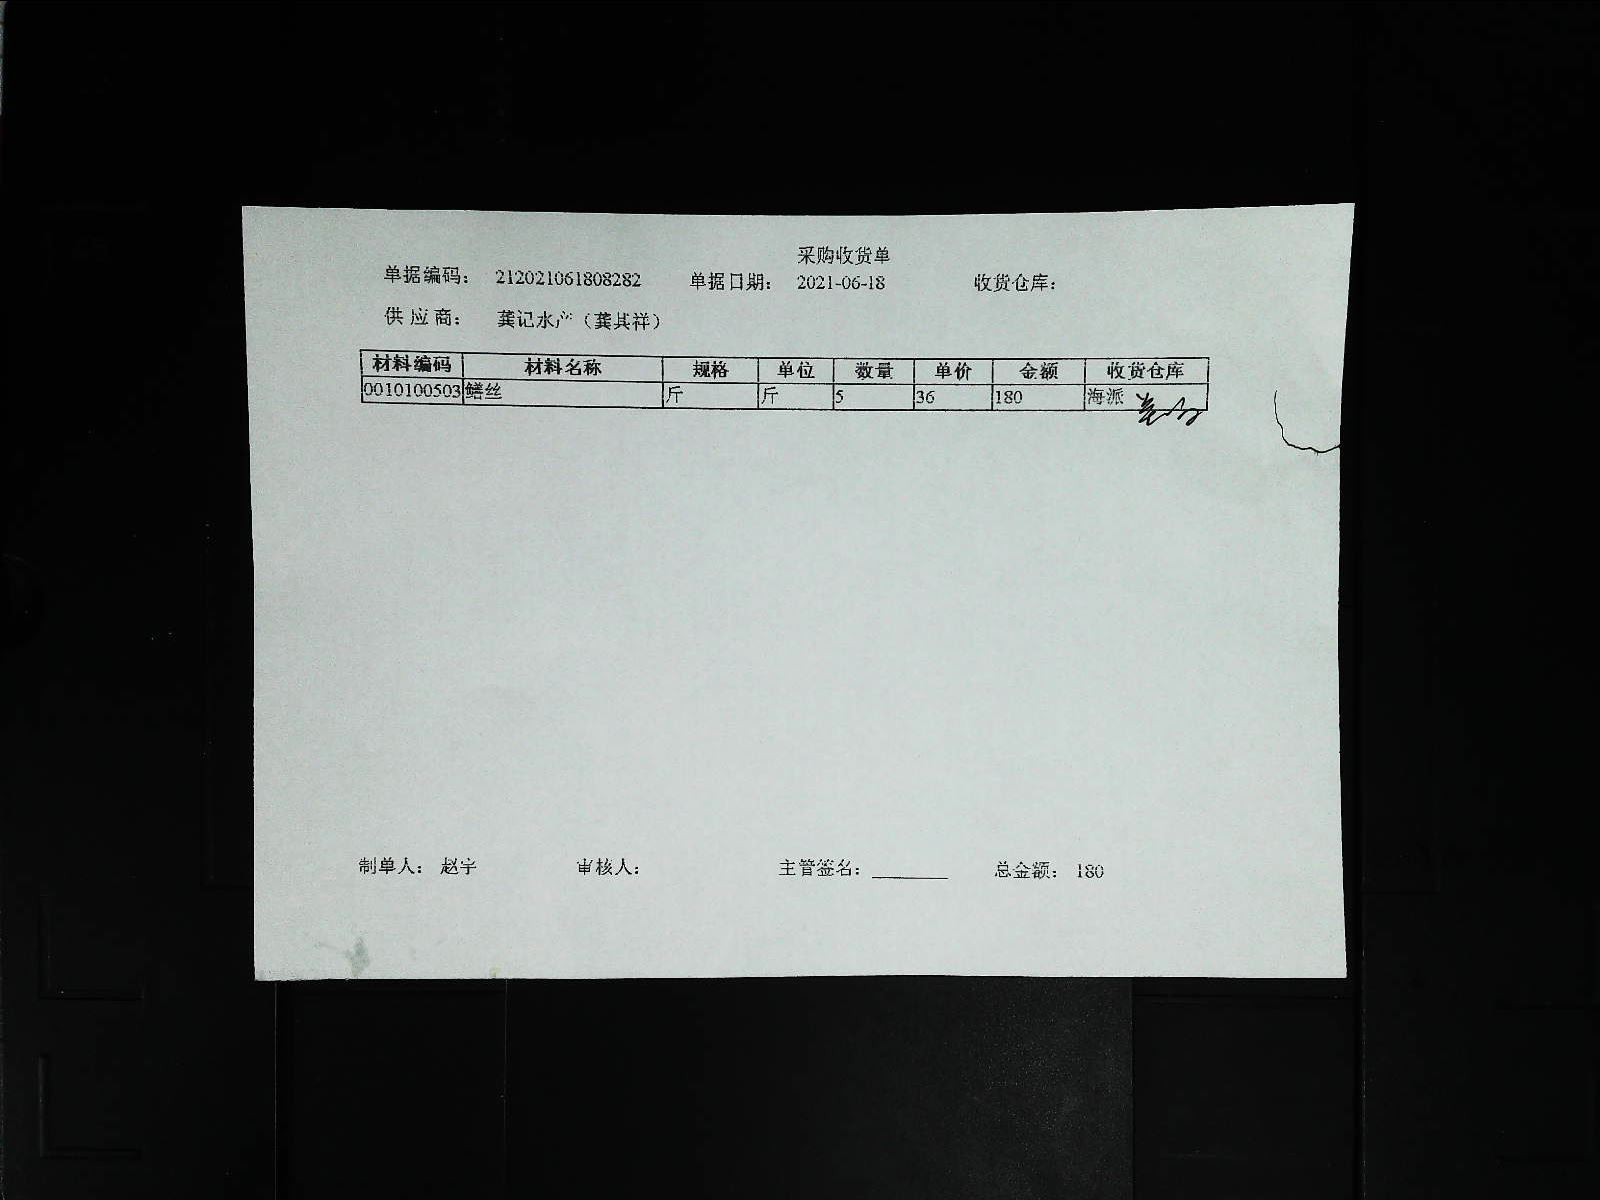 采购收货单
单据编码： 212021061808282 单据日期： 2021-06-18 收货仓库：
供应商： 龚记水产（龚其祥）
材料编码 材料名称 规格 单位 数量 单价 金额 收货仓库
0010100503 鳝丝 斤 斤 5 36 180 海派
制单人： 赵宇 审核人： 主管签名： 总金额： 180